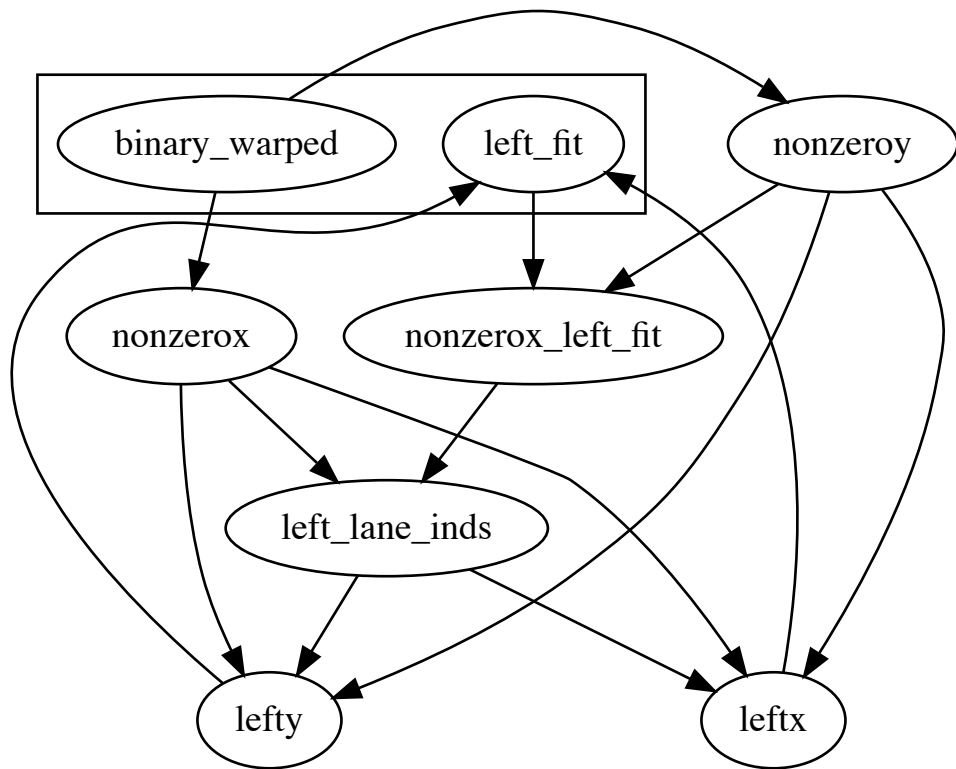 binary_warped
left_fit
nonzeroy
nonzerox
nonzerox_left_fit
left_lane_inds
lefty
leftx